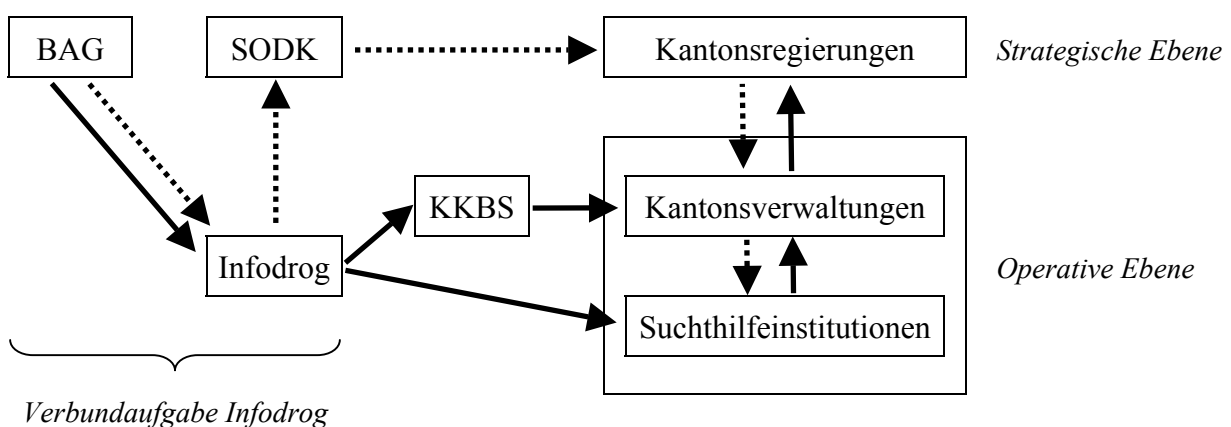 BAG
SODK
Kantonsregierungen
Strategische Ebene
KKBS
Kantonsverwaltungen
Infodrog
Operative Ebene
Suchthilfeinstitutionen
Verbundaufgabe Infodrog